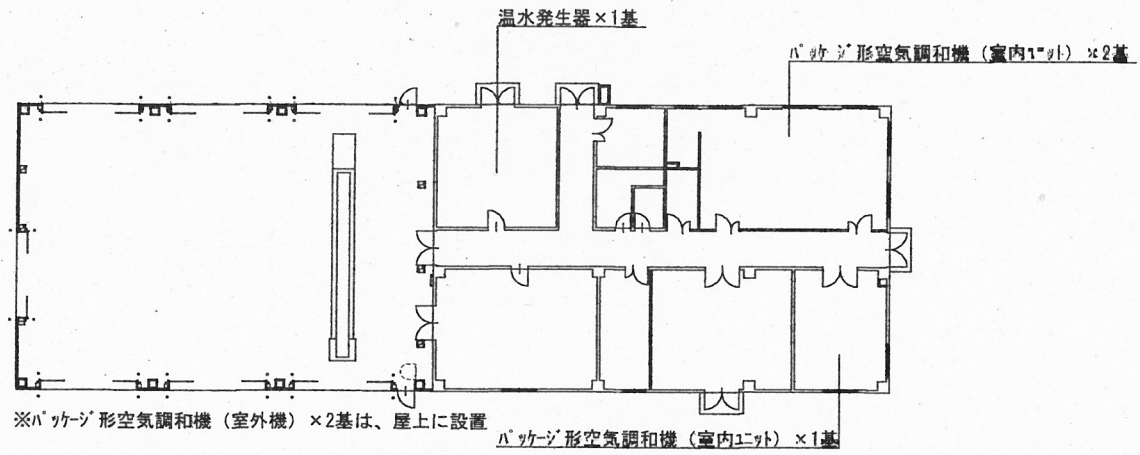 温水発生器×1基
ﾊﾟｯｹｰｼﾞ形空気調和機（室内ﾕﾆｯﾄ）×2基
※ﾊﾟｯｹｰｼﾞ形空気調和機（室外機）×2基は、屋上に設置
ﾊﾟｯｹｰｼﾞ形空気調和機（室内ﾕﾆｯﾄ）×1基